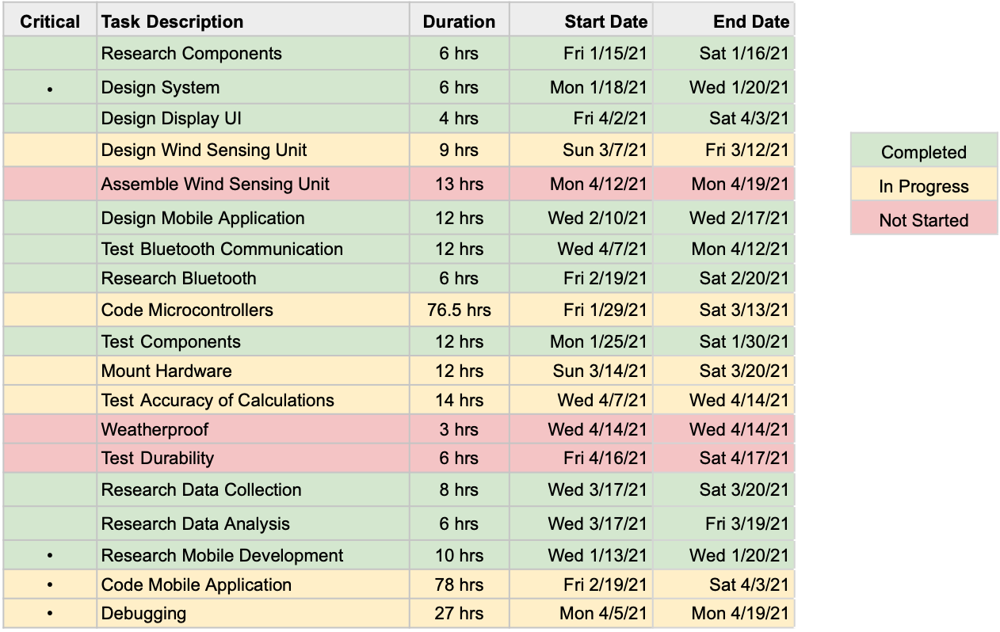 Critical Task Description Duration Start Date End Date
Research Components 6 hrs Fri 1/15/21 Sat 1/16/21
• Design System 6 hrs Mon 1/18/21 Wed 1/20/21
Design Display UI 4 hrs Fri 4/2/21 Sat 4/3/21
Design Wind Sensing Unit 9 hrs Sun 3/7/21 Fri 3/12/21
Assemble Wind Sensing Unit 13 hrs Mon 4/12/21 Mon 4/19/21
Design Mobile Application 12 hrs Wed 2/10/21 Wed 2/17/21
Test Bluetooth Communication 12 hrs Wed 4/7/21 Mon 4/12/21
Research Bluetooth 6 hrs Fri 2/19/21 Sat 2/20/21
Code Microcontrollers 76.5 hrs Fri 1/29/21 Sat 3/13/21
Test Components 12 hrs Mon 1/25/21 Sat 1/30/21
Mount Hardware 12 hrs Sun 3/14/21 Sat 3/20/21
Test Accuracy of Calculations 14 hrs Wed 4/7/21 Wed 4/14/21
Weatherproof 3 hrs Wed 4/14/21 Wed 4/14/21
Test Durability 6 hrs Fri 4/16/21 Sat 4/17/21
Research Data Collection 8 hrs Wed 3/17/21 Sat 3/20/21
Research Data Analysis 6 hrs Wed 3/17/21 Fri 3/19/21
• Research Mobile Development 10 hrs Wed 1/13/21 Wed 1/20/21
• Code Mobile Application 78 hrs Fri 2/19/21 Sat 4/3/21
• Debugging 27 hrs Mon 4/5/21 Mon 4/19/21
Completed
In Progress
Not Started